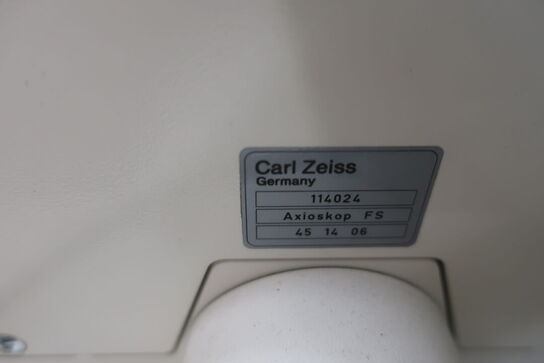 Carl Zeiss
Germany
114024
Axioskop FS
45 14 06